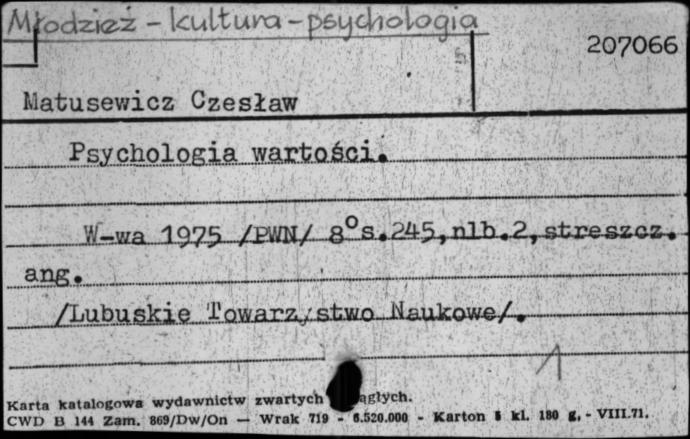 Młodzież - kultura - psychologia
207066
Matusewicz Czesław
Psychologia wartości.
W-wa 1975 /PWN/ 8°s.245,nlb.2,streszcz.
ang.
/Lubuskie Towarzystwo Naukowe/.
1
Karta katalogowa wydawnictw zwartych
CWD B 144 Zam. 869/Dw/On — Wrak 719 - 6.520.000 - Karton kl. 180 g. - VIII.71.